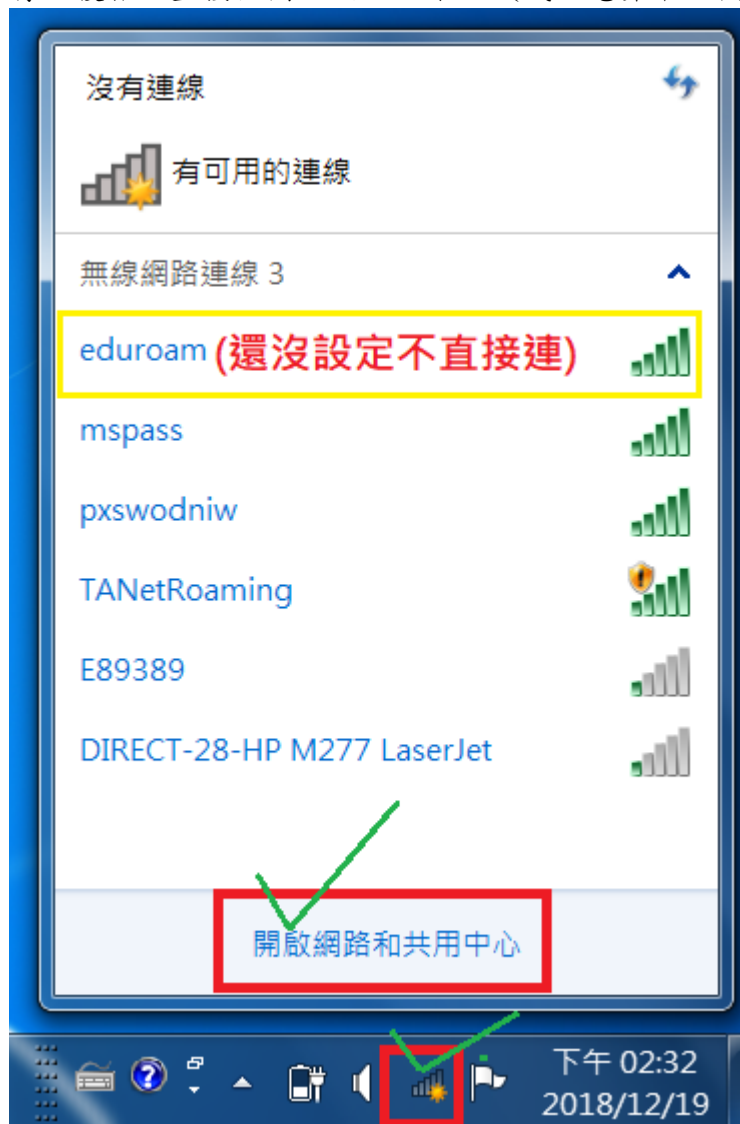 沒有連線
有可用的連線
無線網路連線 3
eduroam (還沒設定不直接連)
mspass
pxswodniw
TANetRoaming
E89389
DIRECT-28-HP M277 LaserJet
開啟網路和共用中心
下午 02:32
2018/12/19